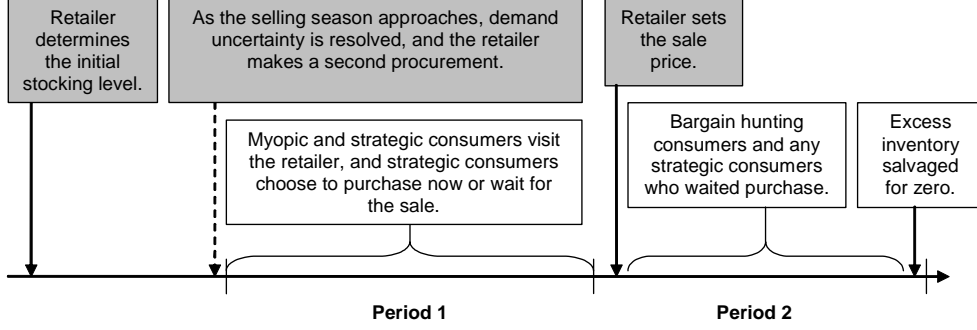 Retailer
determines
the initial
stocking level.
As the selling season approaches, demand
uncertainty is resolved, and the retailer
makes a second procurement.
Retailer sets
the sale
price.
Myopic and strategic consumers visit
the retailer, and strategic consumers
choose to purchase now or wait for
the sale.
Bargain hunting
consumers and any
strategic consumers
who waited purchase.
Excess
inventory
salvaged
for zero.
Period 1
Period 2